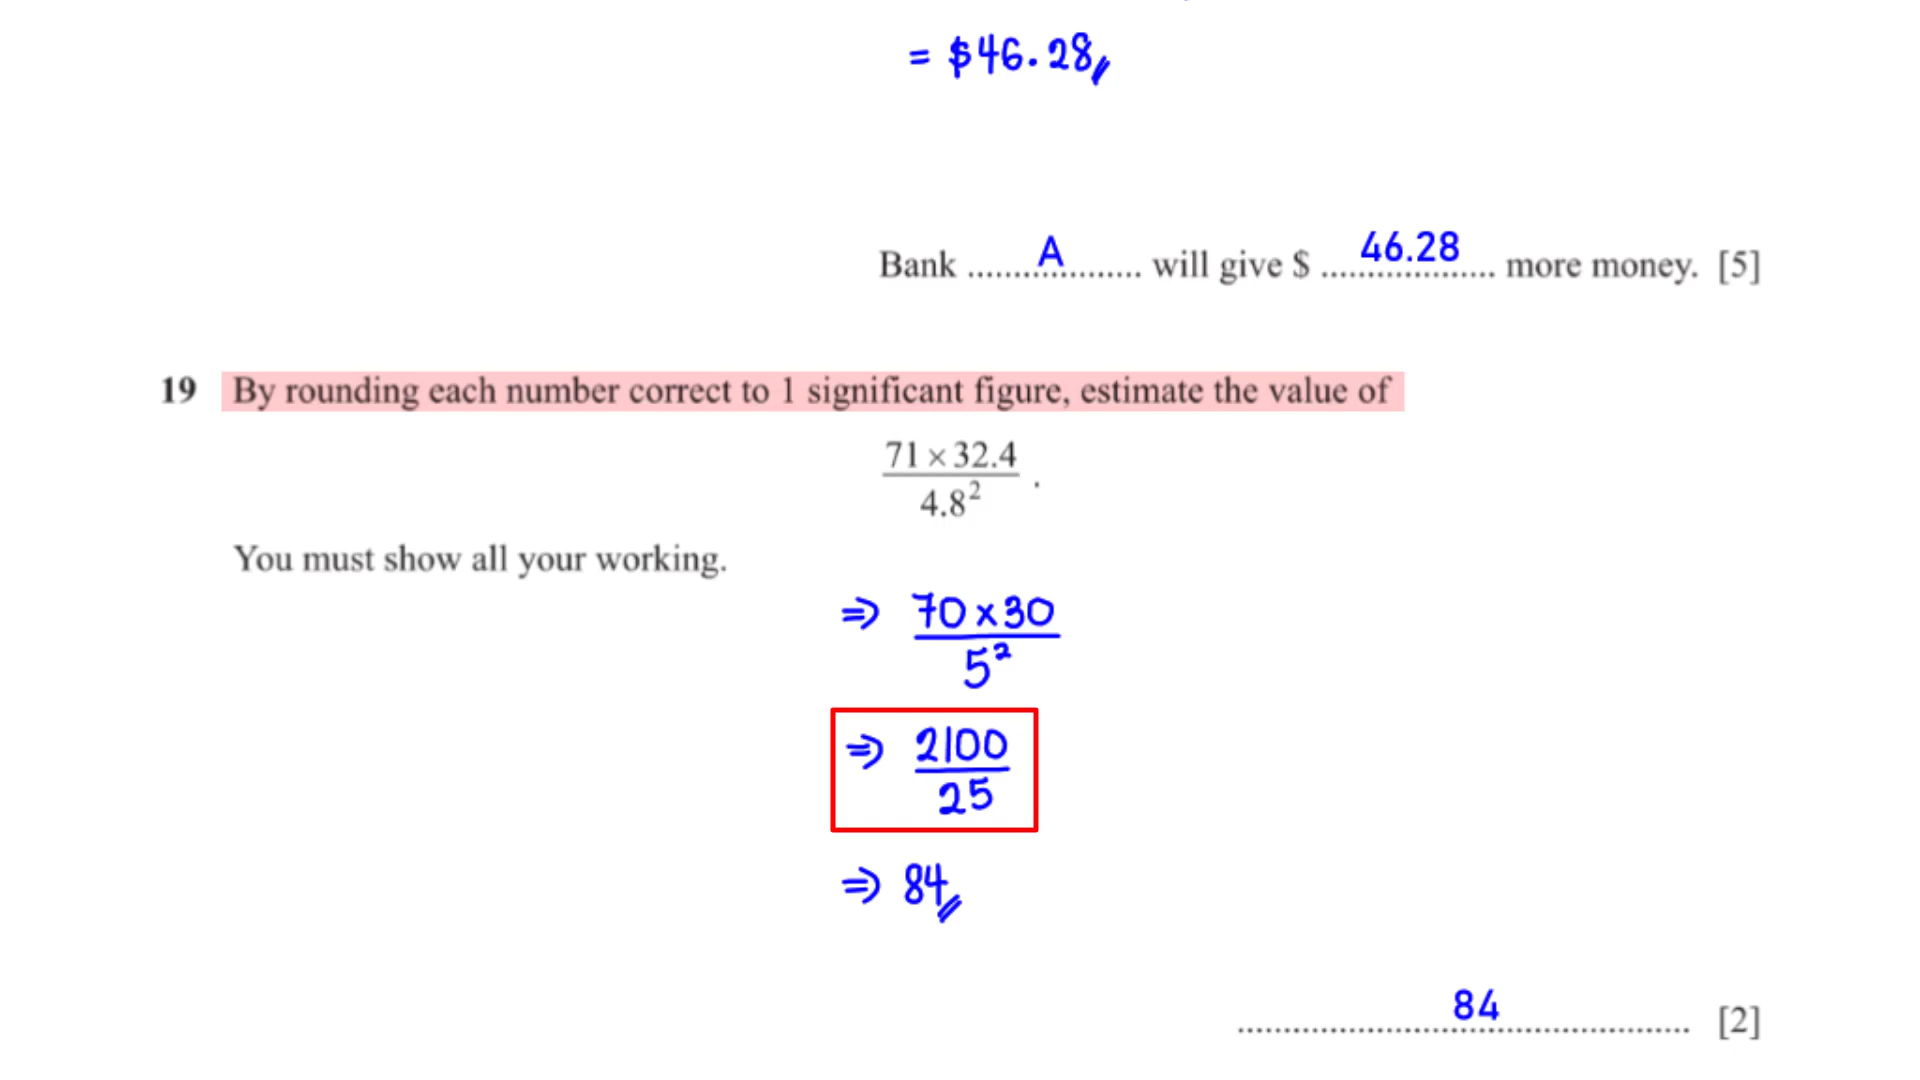 = $46.28
Bank ........A........ will give $ ........46.28........ more money. [5]
19 By rounding each number correct to 1 significant figure, estimate the value of
71 × 32.4
4.8²
.
You must show all your working.
⇒ 70 x 30
5²
⇒ 2100
25
⇒ 84
........84........ [2]